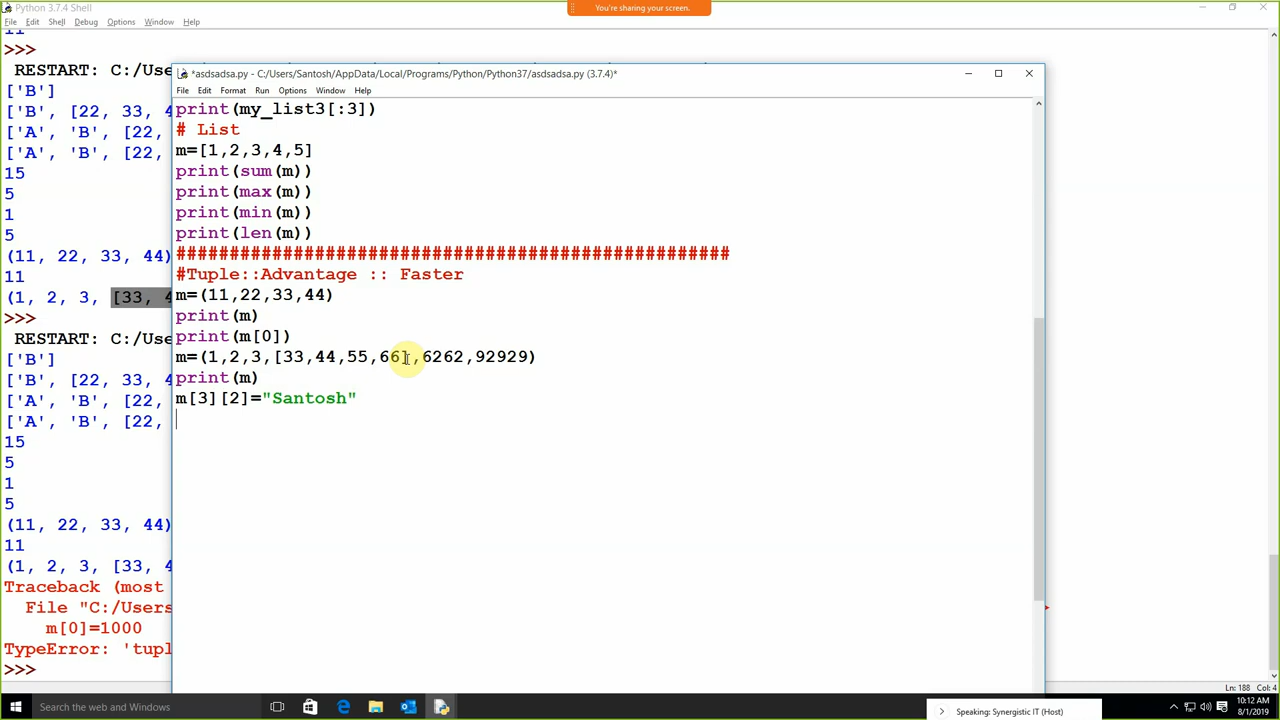 Python 3.7.4 Shell
You're sharing your screen.
File Edit Shell Debug Options Window Help
11
>>>
RESTART: C:/Use
['B']
['B', [22, 33, 4
['A', 'B', [22,
['A', 'B', [22,
15
5
1
5
(11, 22, 33, 44)
11
(1, 2, 3, [33, 4
>>>
RESTART: C:/Use
['B']
['B', [22, 33, 4
['A', 'B', [22,
['A', 'B', [22,
15
5
1
5
(11, 22, 33, 44)
11
(1, 2, 3, [33, 4
Traceback (most
File "C:/Users
m[0]=1000
TypeError: 'tupl
>>>
*asdsadsa.py - C:/Users/Santosh/AppData/Local/Programs/Python/Python37/asdsadsa.py (3.7.4)*
File Edit Format Run Options Window Help
print(my_list3[:3])
# List
m=[1,2,3,4,5]
print(sum(m))
print(max(m))
print(min(m))
print(len(m))
####################################################
#Tuple::Advantage :: Faster
m=(11,22,33,44)
print(m)
print(m[0])
m=(1,2,3,[33,44,55,66],6262,92929)
print(m)
m[3][2]="Santosh"
Ln: 188 Col: 4
Search the web and Windows
Speaking: Synergistic IT (Host)
10:12 AM
8/1/2019